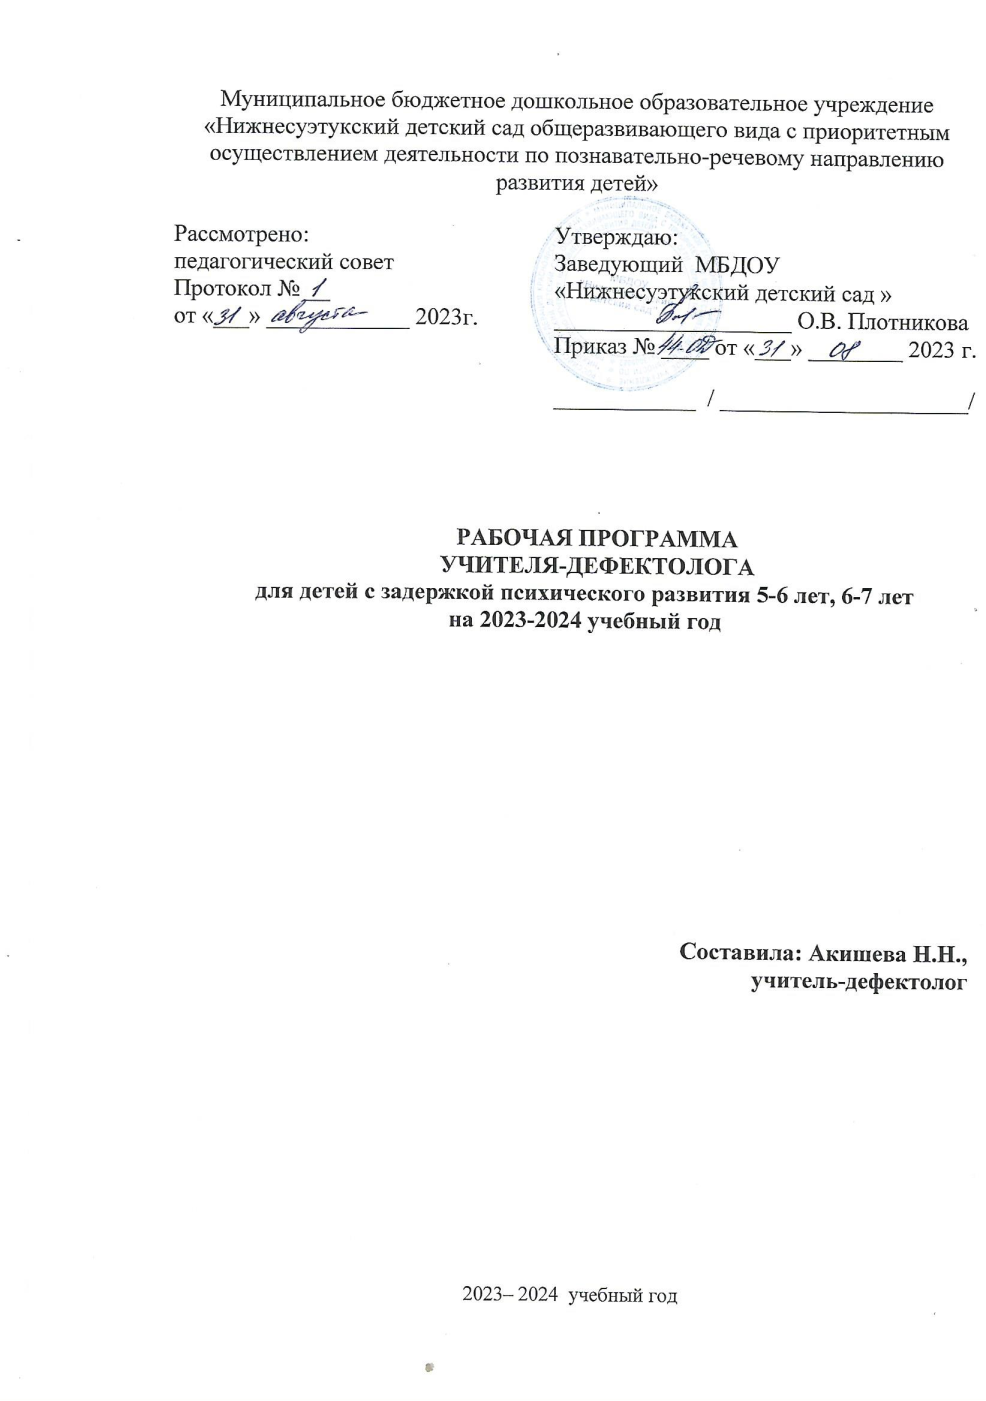 Муниципальное бюджетное дошкольное образовательное учреждение
«Нижнесуэтукский детский сад общеразвивающего вида с приоритетным
осуществлением деятельности по познавательно-речевому направлению
развития детей»
Рассмотрено:
педагогический совет
Протокол № 1
от «31» августа 2023г.
Утверждаю:
Заведующий МБДОУ
«Нижнесуэтукский детский сад »
О.В. Плотникова
Приказ № 44-ОД от «31» 08 2023 г.
/ /
РАБОЧАЯ ПРОГРАММА
УЧИТЕЛЯ-ДЕФЕКТОЛОГА
для детей с задержкой психического развития 5-6 лет, 6-7 лет
на 2023-2024 учебный год
Составила: Акишева Н.Н.,
учитель-дефектолог
2023– 2024 учебный год